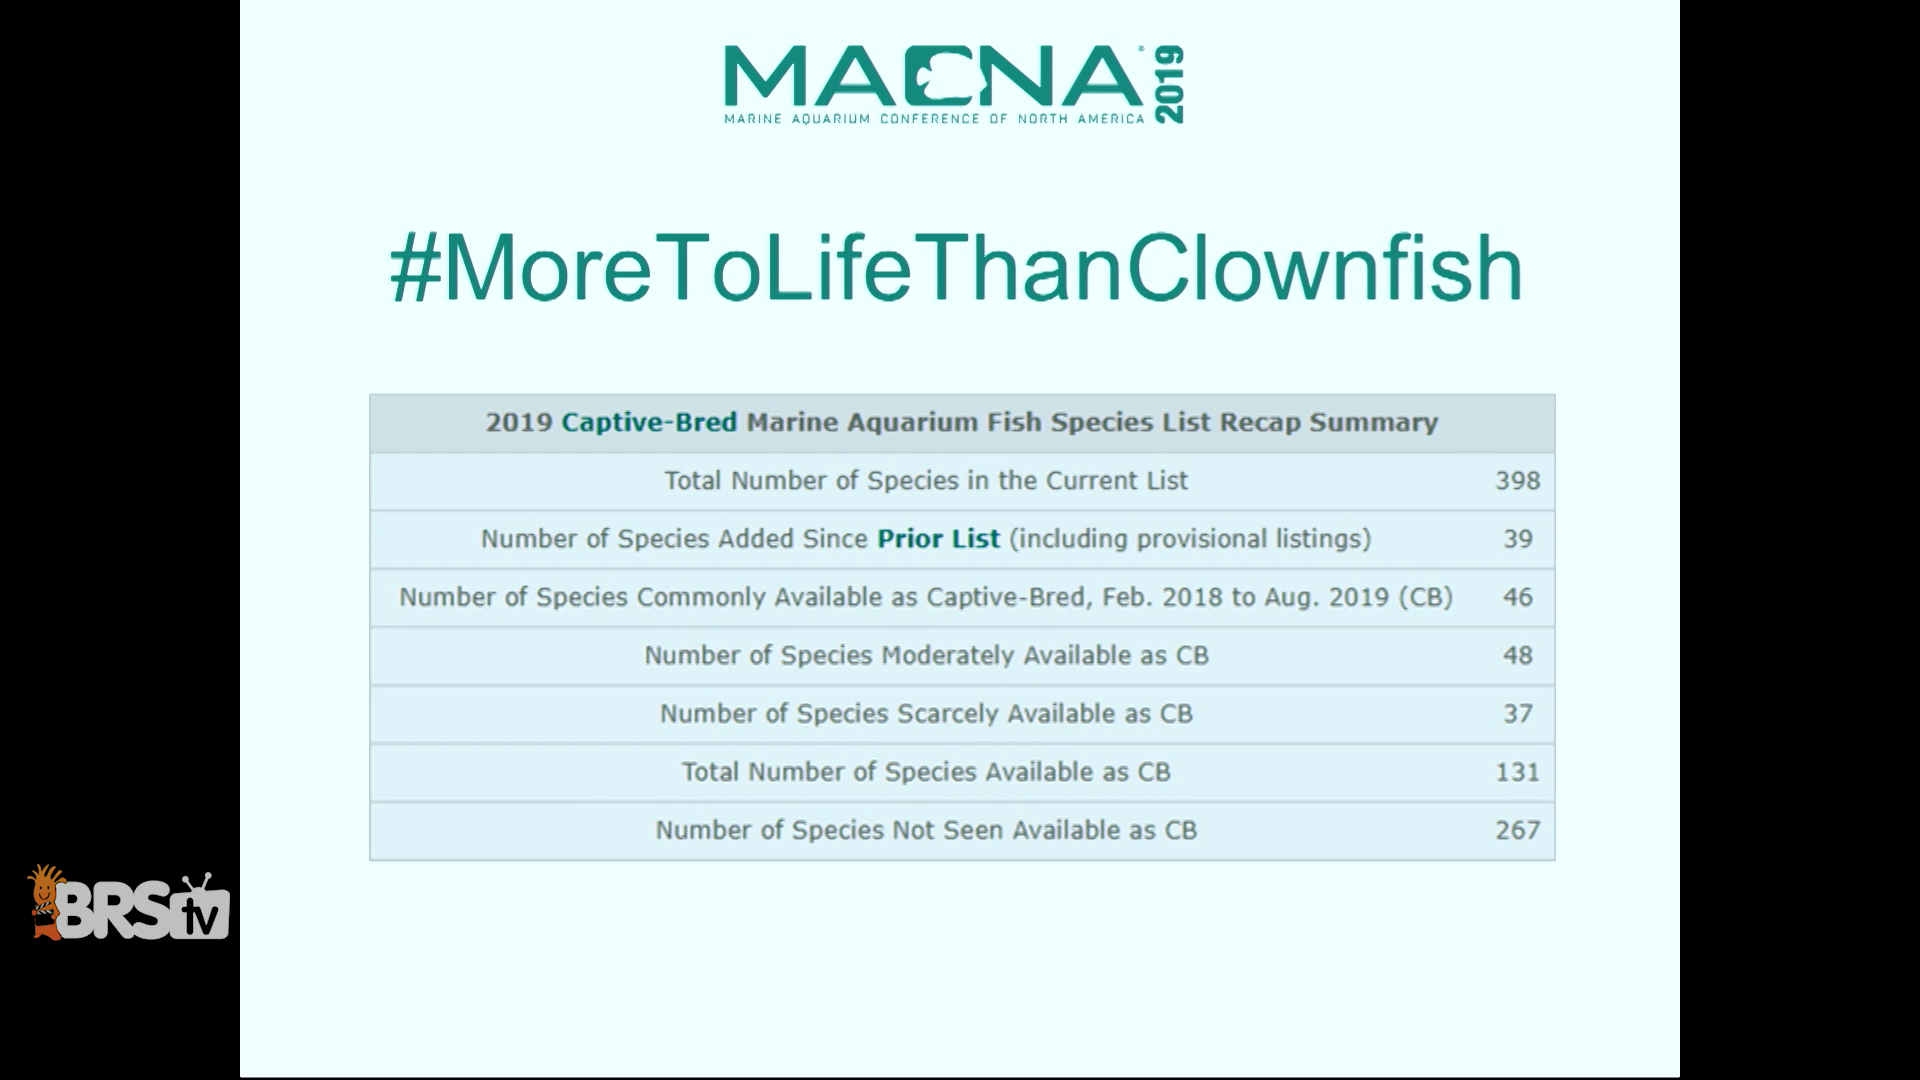 MACNA® 2019
MARINE AQUARIUM CONFERENCE OF NORTH AMERICA
#MoreToLifeThanClownfish
2019 Captive-Bred Marine Aquarium Fish Species List Recap Summary
Total Number of Species in the Current List 398
Number of Species Added Since Prior List (including provisional listings) 39
Number of Species Commonly Available as Captive-Bred, Feb. 2018 to Aug. 2019 (CB) 46
Number of Species Moderately Available as CB 48
Number of Species Scarcely Available as CB 37
Total Number of Species Available as CB 131
Number of Species Not Seen Available as CB 267
BRStv